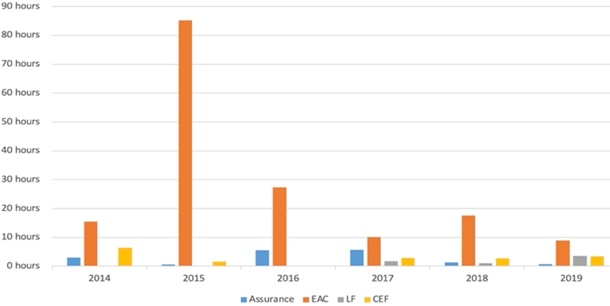 90 hours
80 hours
70 hours
60 hours
50 hours
40 hours
30 hours
20 hours
10 hours
0 hours
2014 2015 2016 2017 2018 2019
Assurance EAC LF CEF